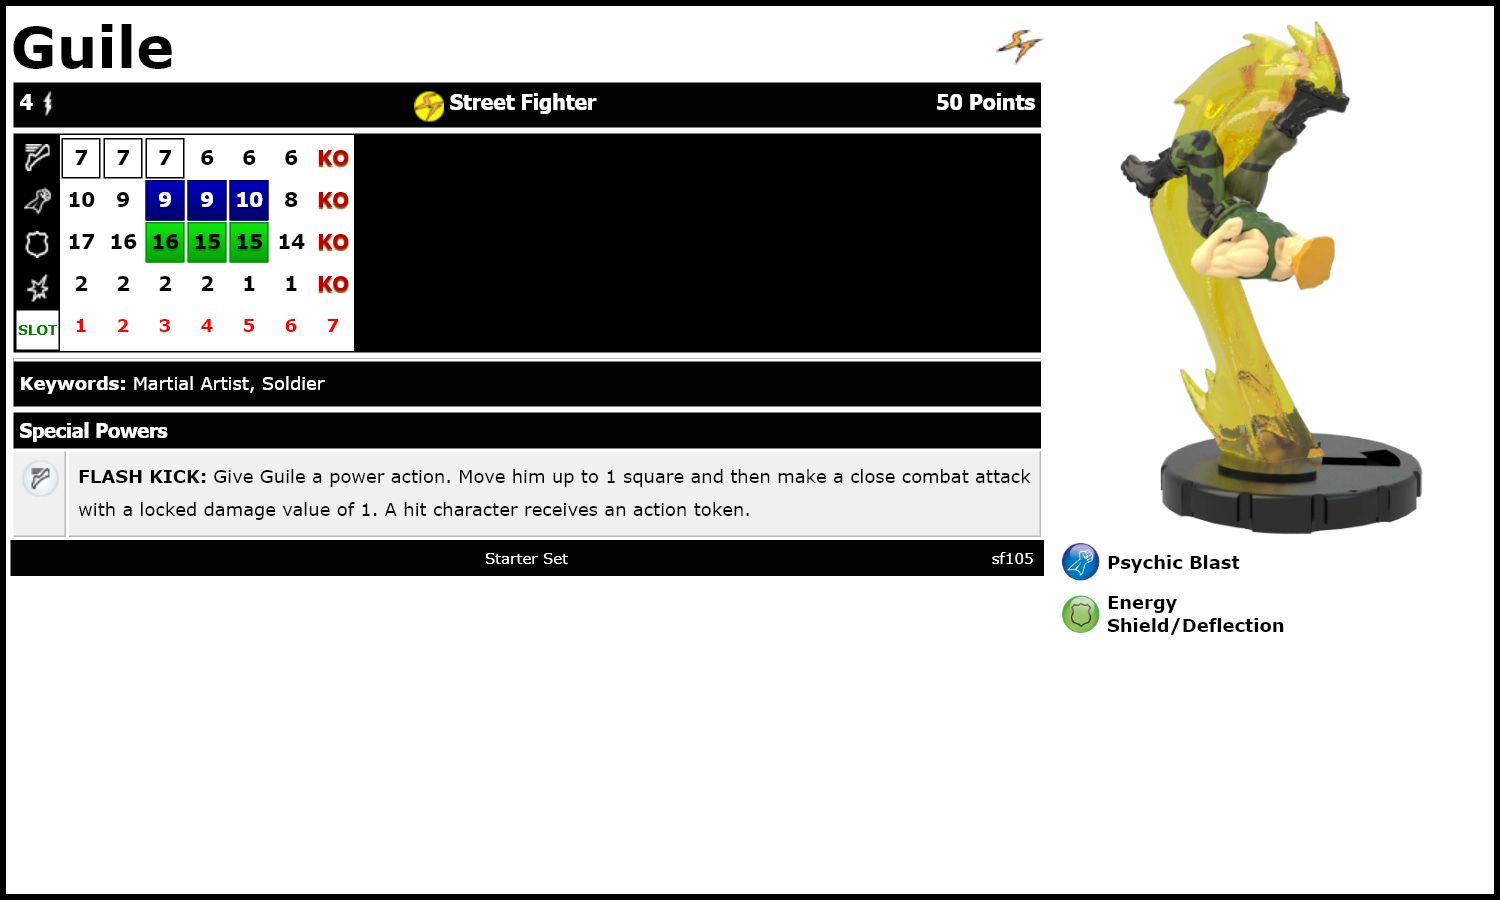 Guile
4 Street Fighter 50 Points
7 7 7 6 6 6 KO
10 9 9 9 10 8 KO
17 16 16 15 15 14 KO
2 2 2 2 1 1 KO
SLOT 1 2 3 4 5 6 7
Keywords: Martial Artist, Soldier
Special Powers
FLASH KICK: Give Guile a power action. Move him up to 1 square and then make a close combat attack
with a locked damage value of 1. A hit character receives an action token.
Starter Set sf105
Psychic Blast
Energy
Shield/Deflection